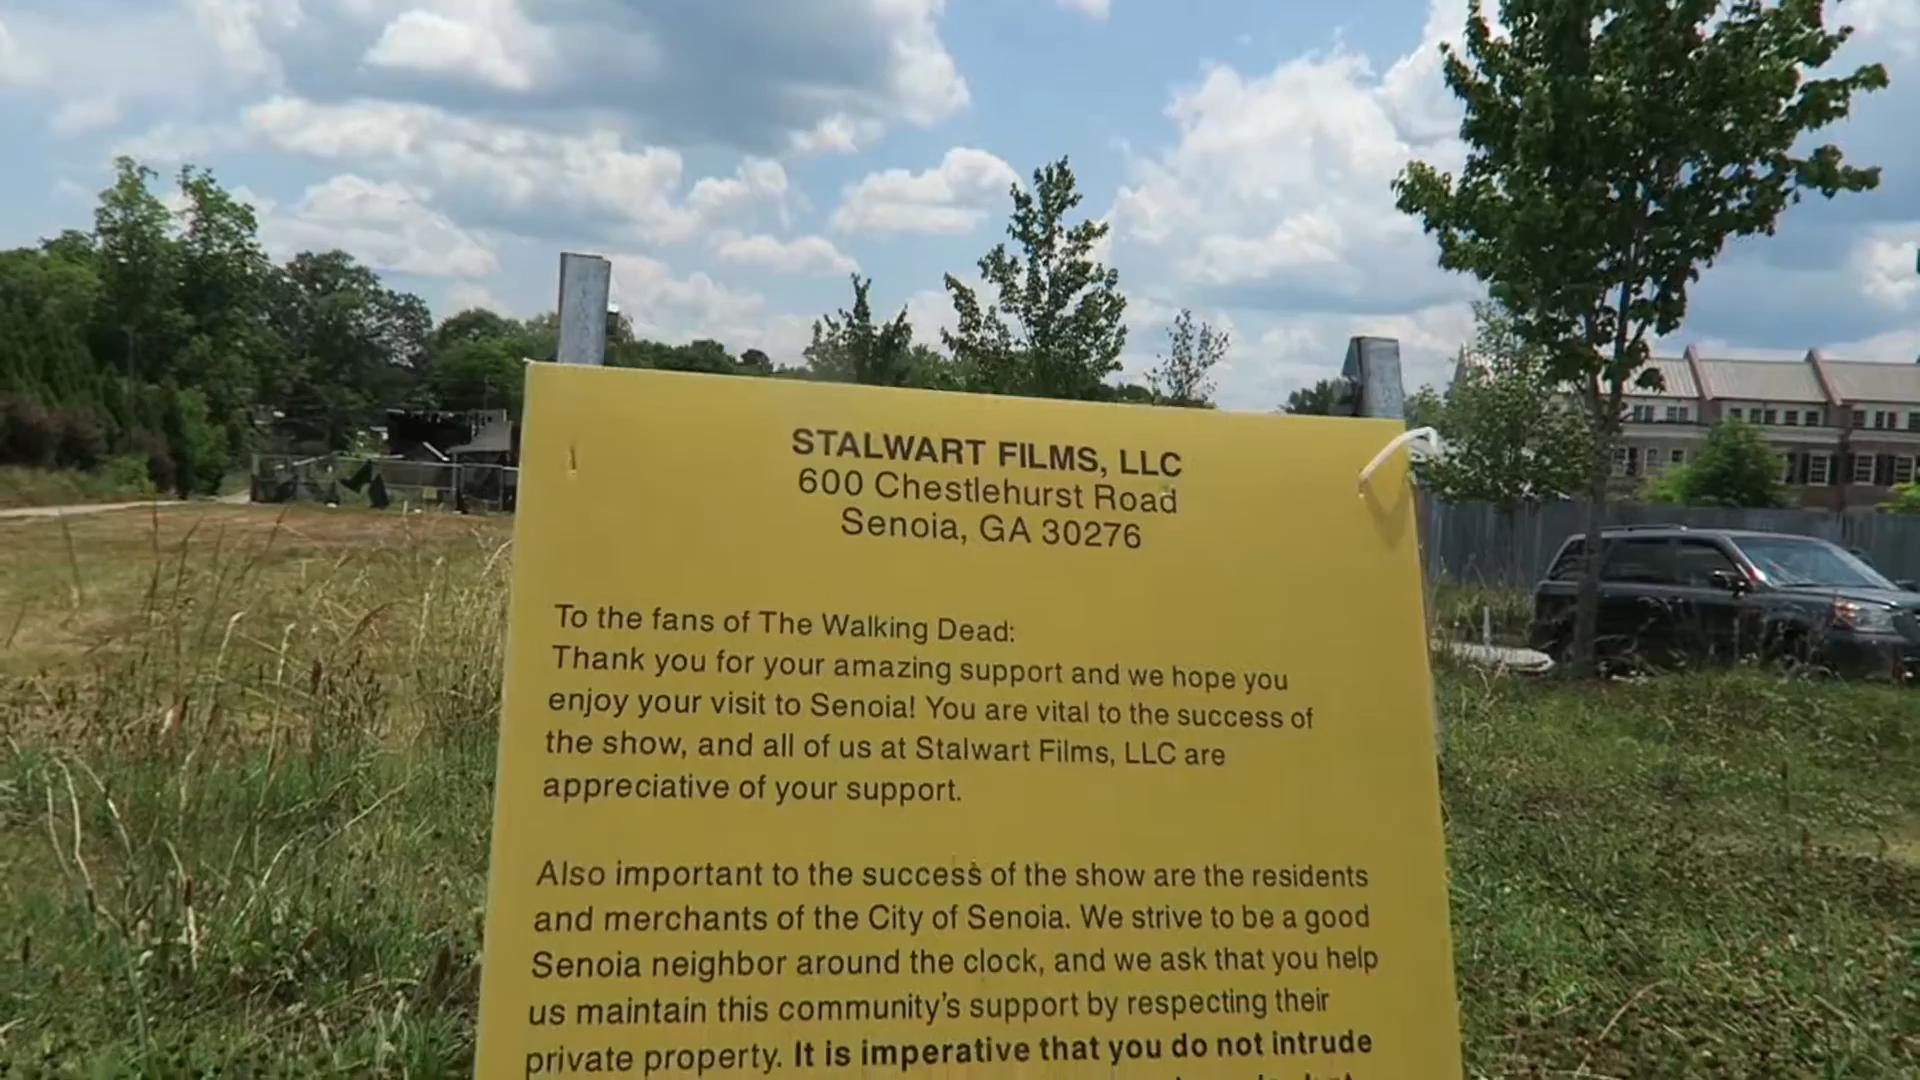 STALWART FILMS, LLC
600 Chestlehurst Road
Senoia, GA 30276
To the fans of The Walking Dead:
Thank you for your amazing support and we hope you
enjoy your visit to Senoia! You are vital to the success of
the show, and all of us at Stalwart Films, LLC are
appreciative of your support.
Also important to the success of the show are the residents
and merchants of the City of Senoia. We strive to be a good
Senoia neighbor around the clock, and we ask that you help
us maintain this community's support by respecting their
private property. It is imperative that you do not intrude